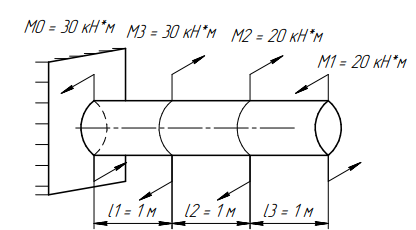 M0 = 30 кН*м
M3 = 30 кН*м
M2 = 20 кН*м
M1 = 20 кН*м
l1 = 1 м
l2 = 1 м
l3 = 1 м